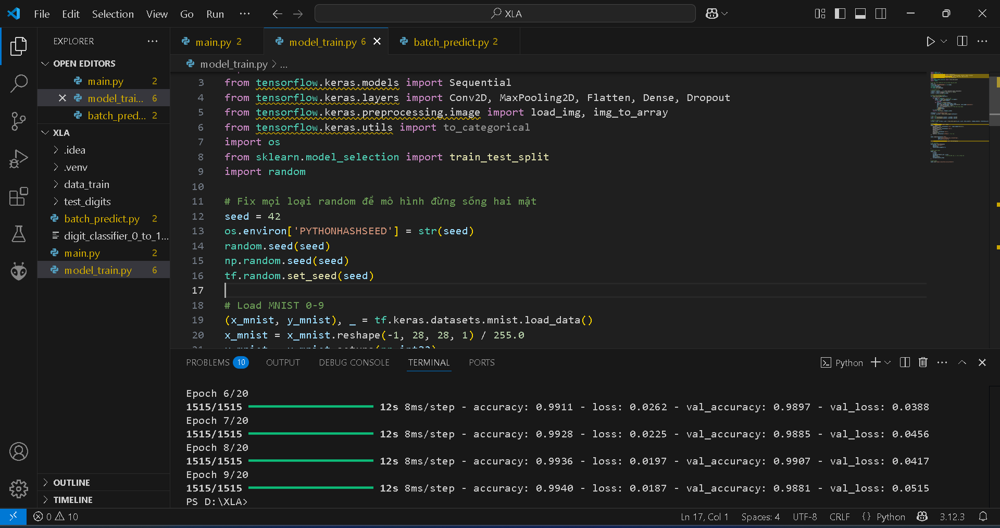 File Edit Selection View Go Run ··· XLA
EXPLORER ···
OPEN EDITORS
main.py 2
model_trai... 6
batch_pred... 2
XLA
.idea
.venv
data_train
test_digits
batch_predict.py 2
digit_classifier_0_to_1...
main.py 2
model_train.py 6
OUTLINE
TIMELINE
main.py 2 model_train.py 6 batch_predict.py 2
model_train.py > ...
3 from tensorflow.keras.models import Sequential
4 from tensorflow.keras.layers import Conv2D, MaxPooling2D, Flatten, Dense, Dropout
5 from tensorflow.keras.preprocessing.image import load_img, img_to_array
6 from tensorflow.keras.utils import to_categorical
7 import os
8 from sklearn.model_selection import train_test_split
9 import random
10
11 # Fix mọi loại random để mô hình đừng sống hai mặt
12 seed = 42
13 os.environ['PYTHONHASHSEED'] = str(seed)
14 random.seed(seed)
15 np.random.seed(seed)
16 tf.random.set_seed(seed)
17
18 # Load MNIST 0-9
19 (x_mnist, y_mnist), _ = tf.keras.datasets.mnist.load_data()
20 x_mnist = x_mnist.reshape(-1, 28, 28, 1) / 255.0
PROBLEMS 10 OUTPUT DEBUG CONSOLE TERMINAL PORTS Python
Epoch 6/20
1515/1515 12s 8ms/step - accuracy: 0.9911 - loss: 0.0262 - val_accuracy: 0.9897 - val_loss: 0.0388
Epoch 7/20
1515/1515 12s 8ms/step - accuracy: 0.9928 - loss: 0.0225 - val_accuracy: 0.9885 - val_loss: 0.0456
Epoch 8/20
1515/1515 12s 8ms/step - accuracy: 0.9936 - loss: 0.0197 - val_accuracy: 0.9907 - val_loss: 0.0417
Epoch 9/20
1515/1515 12s 8ms/step - accuracy: 0.9940 - loss: 0.0187 - val_accuracy: 0.9881 - val_loss: 0.0515
PS D:\XLA>
0 10 Ln 17, Col 1 Spaces: 4 UTF-8 CRLF {} Python 3.12.3